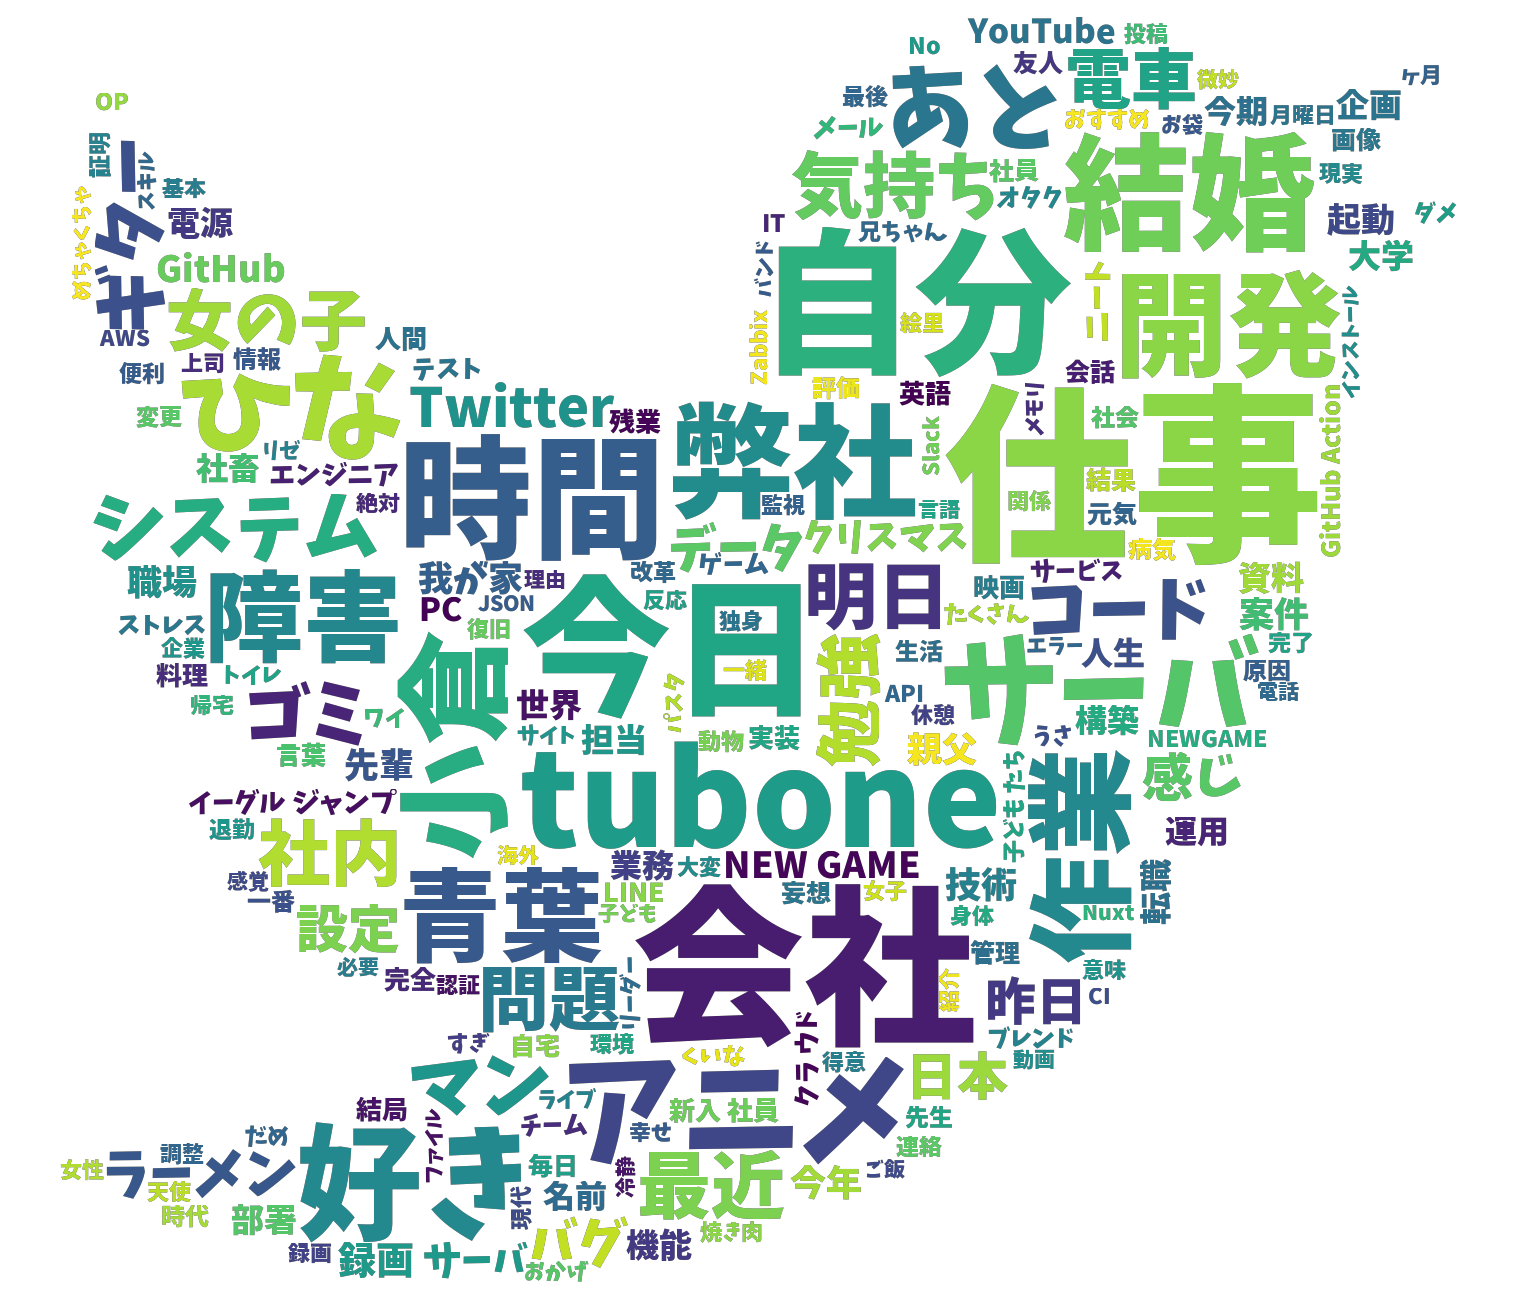 YouTube
投稿
No
友人
電車
微妙
ヶ月
OP
最後
あと
おすすめ
お袋
今期
月曜日
企画
メール
画像
証明
ギター
スキル
基本
めちゃくちゃ
電源
気持ち
社員
オタク
結婚
現実
起動
ダメ
IT
兄ちゃん
大学
GitHub
バンド
自分
リーー
開発
インストール
女の子
AWS
人間
Zabbix
絵里
便利
上司
情報
テスト
会話
ひな
評価
英語
メモリ
変更
Twitter
残業
社会
GitHub Action
リゼ
時間
弊社
Slack
仕事
社畜
エンジニア
結果
絶対
監視
言語
関係
元気
システム
データ
クリスマス
病気
ゲーム
職場
障害
我が家
理由
改革
明日
サービス
資料
PC
JSON
反応
映画
コード
案件
ストレス
復旧
今日
独身
たくさん
完了
企業
小倉
勉強
生活
エラー
人生
料理
トイレ
一緒
サーバ
原因
帰宅
ゴミ
ワイ
世界
パスタ
API
電話
サイト
担当
動物
実装
休憩
構築
言葉
先輩
親父
うさ
NEWGAME
イーグル ジャンプ
tubone
子どもたち
作業
感じ
退勤
社内
運用
海外
業務
大変
NEW GAME
感覚
青葉
LINE
妄想
女子
技術
転職
一番
設定
子ども
会社
身体
Nuxt
必要
完全
認証
問題
リーダー
管理
意味
紹介
昨日
CI
すぎ
自宅
環境
くいな
クラウド
得意
ブレンド
動画
マン
アニメ
日本
結局
ライブ
新入 社員
先生
だめ
ファイル
チーム
幸せ
連絡
女性
ラーメン
調整
好き
毎日
冷静
最近
今年
ご飯
天使
時代
部署
現代
名前
焼き肉
録画
録画 サーバ
バグ
おかげ
機能